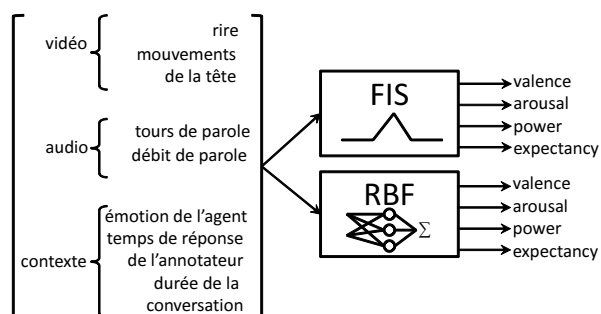 vidéo
rire
mouvements
de la tête
audio
tours de parole
débit de parole
contexte
émotion de l'agent
temps de réponse
de l'annotateur
durée de la
conversation
FIS
valence
arousal
power
expectancy
RBF
Σ
valence
arousal
power
expectancy